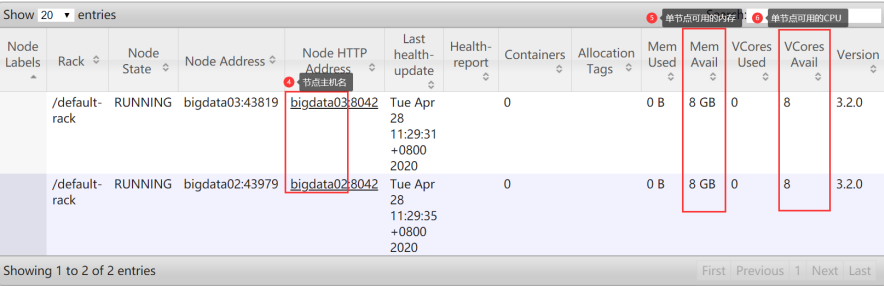 Show 20 entries
⑤ 单节点可用的内存
Search:
⑥ 单节点可用的CPU
Node Labels
Rack
Node State
Node Address
Node HTTP Address
④ 节点主机名
Last health-update
Health-report
Containers
Allocation Tags
Mem Used
Mem Avail
VCores Used
VCores Avail
Version
/default-rack RUNNING bigdata03:43819 bigdata03:8042 Tue Apr 28 11:29:31 +0800 2020 0 0 B 8 GB 0 8 3.2.0
/default-rack RUNNING bigdata02:43979 bigdata02:8042 Tue Apr 28 11:29:35 +0800 2020 0 0 B 8 GB 0 8 3.2.0
Showing 1 to 2 of 2 entries
First Previous 1 Next Last